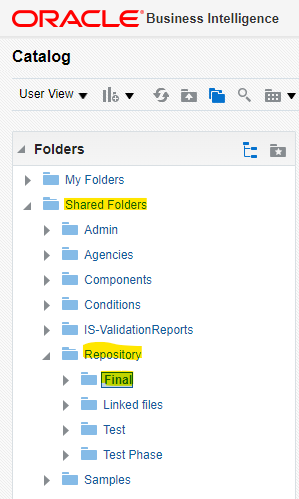 ORACLE Business Intelligence
Catalog
User View
Folders
My Folders
Shared Folders
Admin
Agencies
Components
Conditions
IS-ValidationReports
Repository
Final
Linked files
Test
Test Phase
Samples